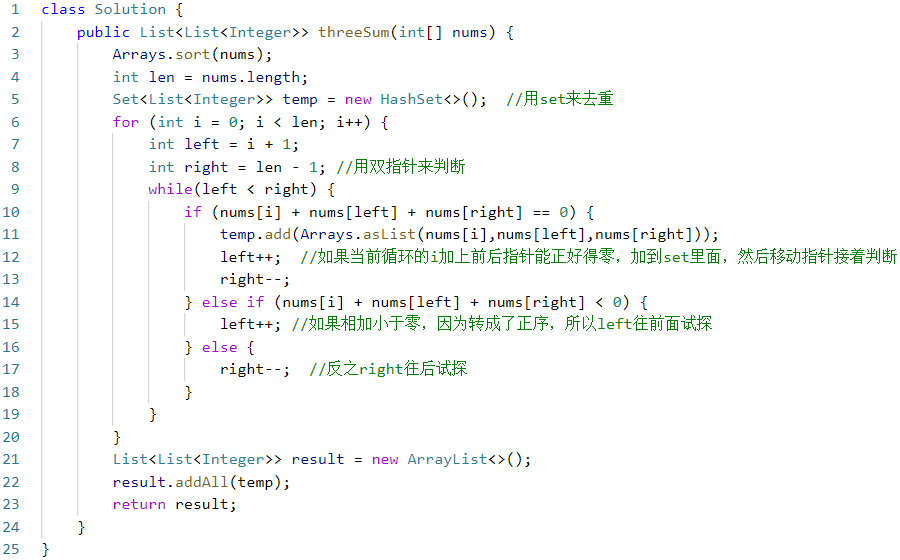 1 class Solution {
2 public List<List<Integer>> threeSum(int[] nums) {
3 Arrays.sort(nums);
4 int len = nums.length;
5 Set<List<Integer>> temp = new HashSet<>();  //用set来去重
6 for (int i = 0; i < len; i++) {
7 int left = i + 1;
8 int right = len - 1; //用双指针来判断
9 while(left < right) {
10 if (nums[i] + nums[left] + nums[right] == 0) {
11 temp.add(Arrays.asList(nums[i],nums[left],nums[right]));
12 left++;  //如果当前循环的i加上前后指针能正好得零，加到set里面，然后移动指针接着判断
13 right--;
14 } else if (nums[i] + nums[left] + nums[right] < 0) {
15 left++; //如果相加小于零，因为转成了正序，所以left往前面试探
16 } else {
17 right--;  //反之right往后试探
18 }
19 }
20 }
21 List<List<Integer>> result = new ArrayList<>();
22 result.addAll(temp);
23 return result;
24 }
25 }